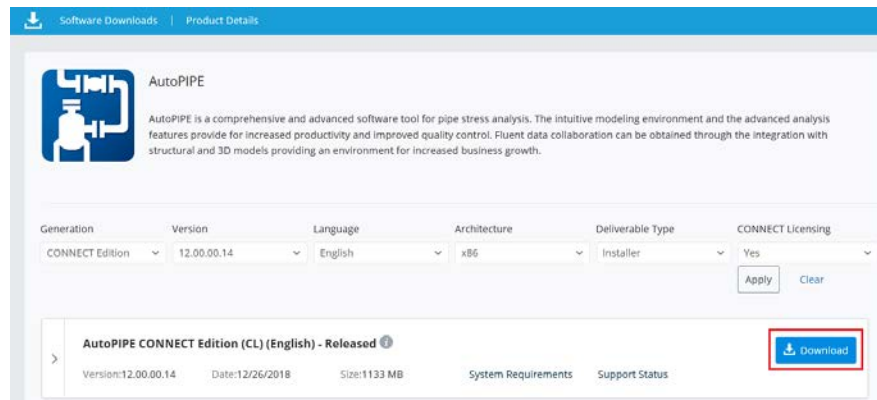 Software Downloads | Product Details
AutoPIPE
AutoPIPE is a comprehensive and advanced software tool for pipe stress analysis. The intuitive modeling environment and the advanced analysis
features provide for increased productivity and improved quality control. Fluent data collaboration can be obtained through the integration with
structural and 3D models providing an environment for increased business growth.
Generation Version Language Architecture Deliverable Type CONNECT Licensing
CONNECT Edition 12.00.00.14 English x86 Installer Yes
Apply Clear
AutoPIPE CONNECT Edition (CL) (English) - Released
Download
Version:12.00.00.14 Date:12/26/2018 Size:1133 MB System Requirements Support Status